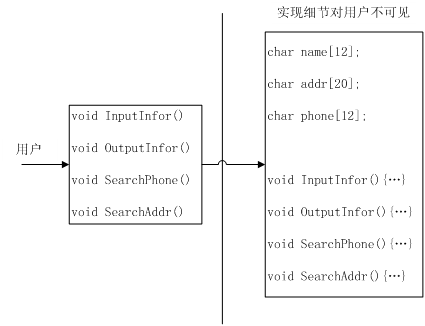 实现细节对用户不可见
char name[12];
char addr[20];
char phone[12];
void InputInfor(){…}
void OutputInfor(){…}
void SearchPhone(){…}
void SearchAddr(){…}
用户
void InputInfor()
void OutputInfor()
void SearchPhone()
void SearchAddr()